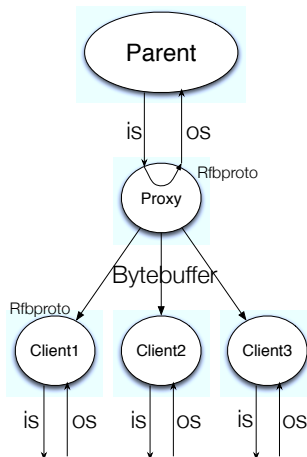 Parent
is os
Rfbproto
Proxy
Bytebuffer
Rfbproto
Client1 Client2 Client3
is os is os is os